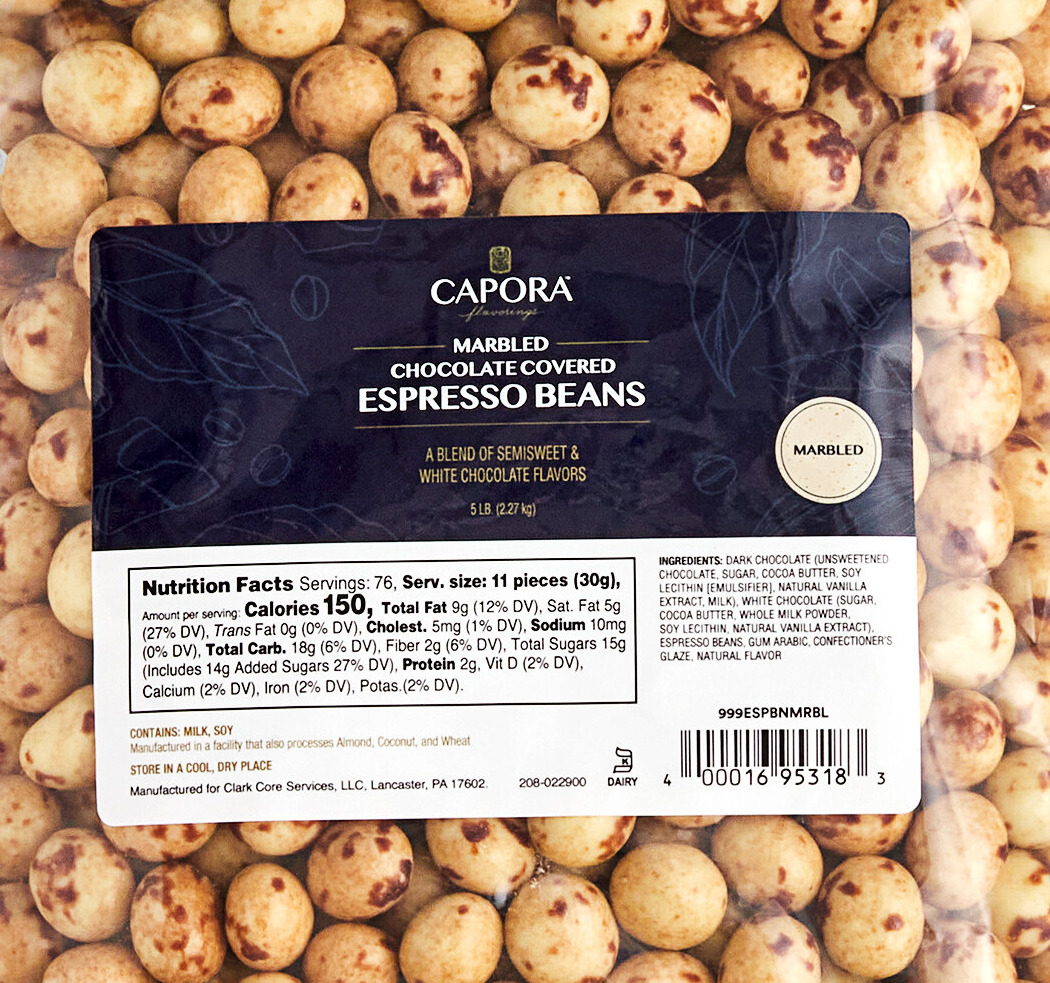 CAPORA™
flavorings
MARBLED
CHOCOLATE COVERED
ESPRESSO BEANS
A BLEND OF SEMISWEET &
WHITE CHOCOLATE FLAVORS
5 LB. (2.27 kg)
MARBLED
Nutrition Facts Servings: 76, Serv. size: 11 pieces (30g),
Amount per serving: Calories 150, Total Fat 9g (12% DV), Sat. Fat 5g
(27% DV), Trans Fat 0g (0% DV), Cholest. 5mg (1% DV), Sodium 10mg
(0% DV), Total Carb. 18g (6% DV), Fiber 2g (6% DV), Total Sugars 15g
(Includes 14g Added Sugars 27% DV), Protein 2g, Vit D (2% DV),
Calcium (2% DV), Iron (2% DV), Potas.(2% DV).
CONTAINS: MILK, SOY
Manufactured in a facility that also processes Almond, Coconut, and Wheat
STORE IN A COOL, DRY PLACE
Manufactured for Clark Core Services, LLC, Lancaster, PA 17602.
208-022900
DAIRY
INGREDIENTS: DARK CHOCOLATE (UNSWEETENED
CHOCOLATE, SUGAR, COCOA BUTTER, SOY
LECITHIN [EMULSIFIER], NATURAL VANILLA
EXTRACT, MILK), WHITE CHOCOLATE (SUGAR,
COCOA BUTTER, WHOLE MILK POWDER,
SOY LECITHIN, NATURAL VANILLA EXTRACT),
ESPRESSO BEANS, GUM ARABIC, CONFECTIONER'S
GLAZE, NATURAL FLAVOR
999ESPBNMRBL
4 00016 95318 3